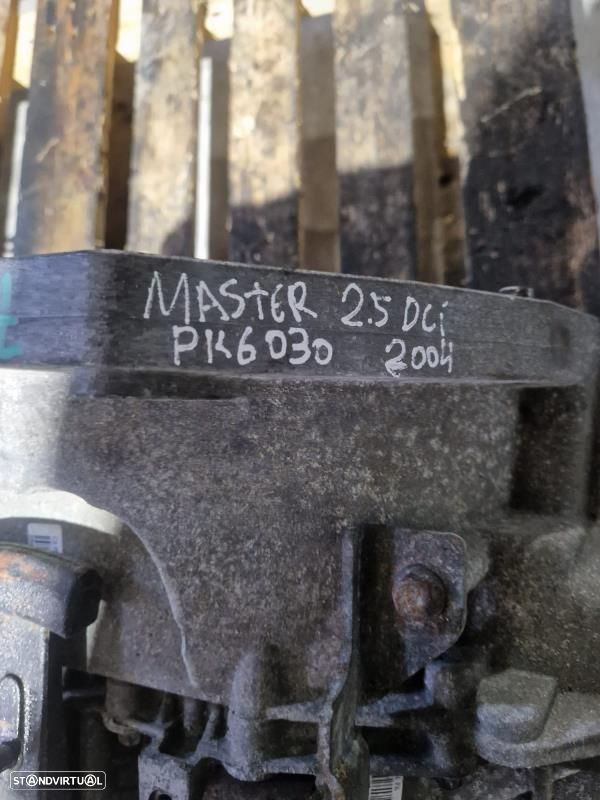 MASTER 2.5 DCi
PK6030 2004
STANDVIRTUAL